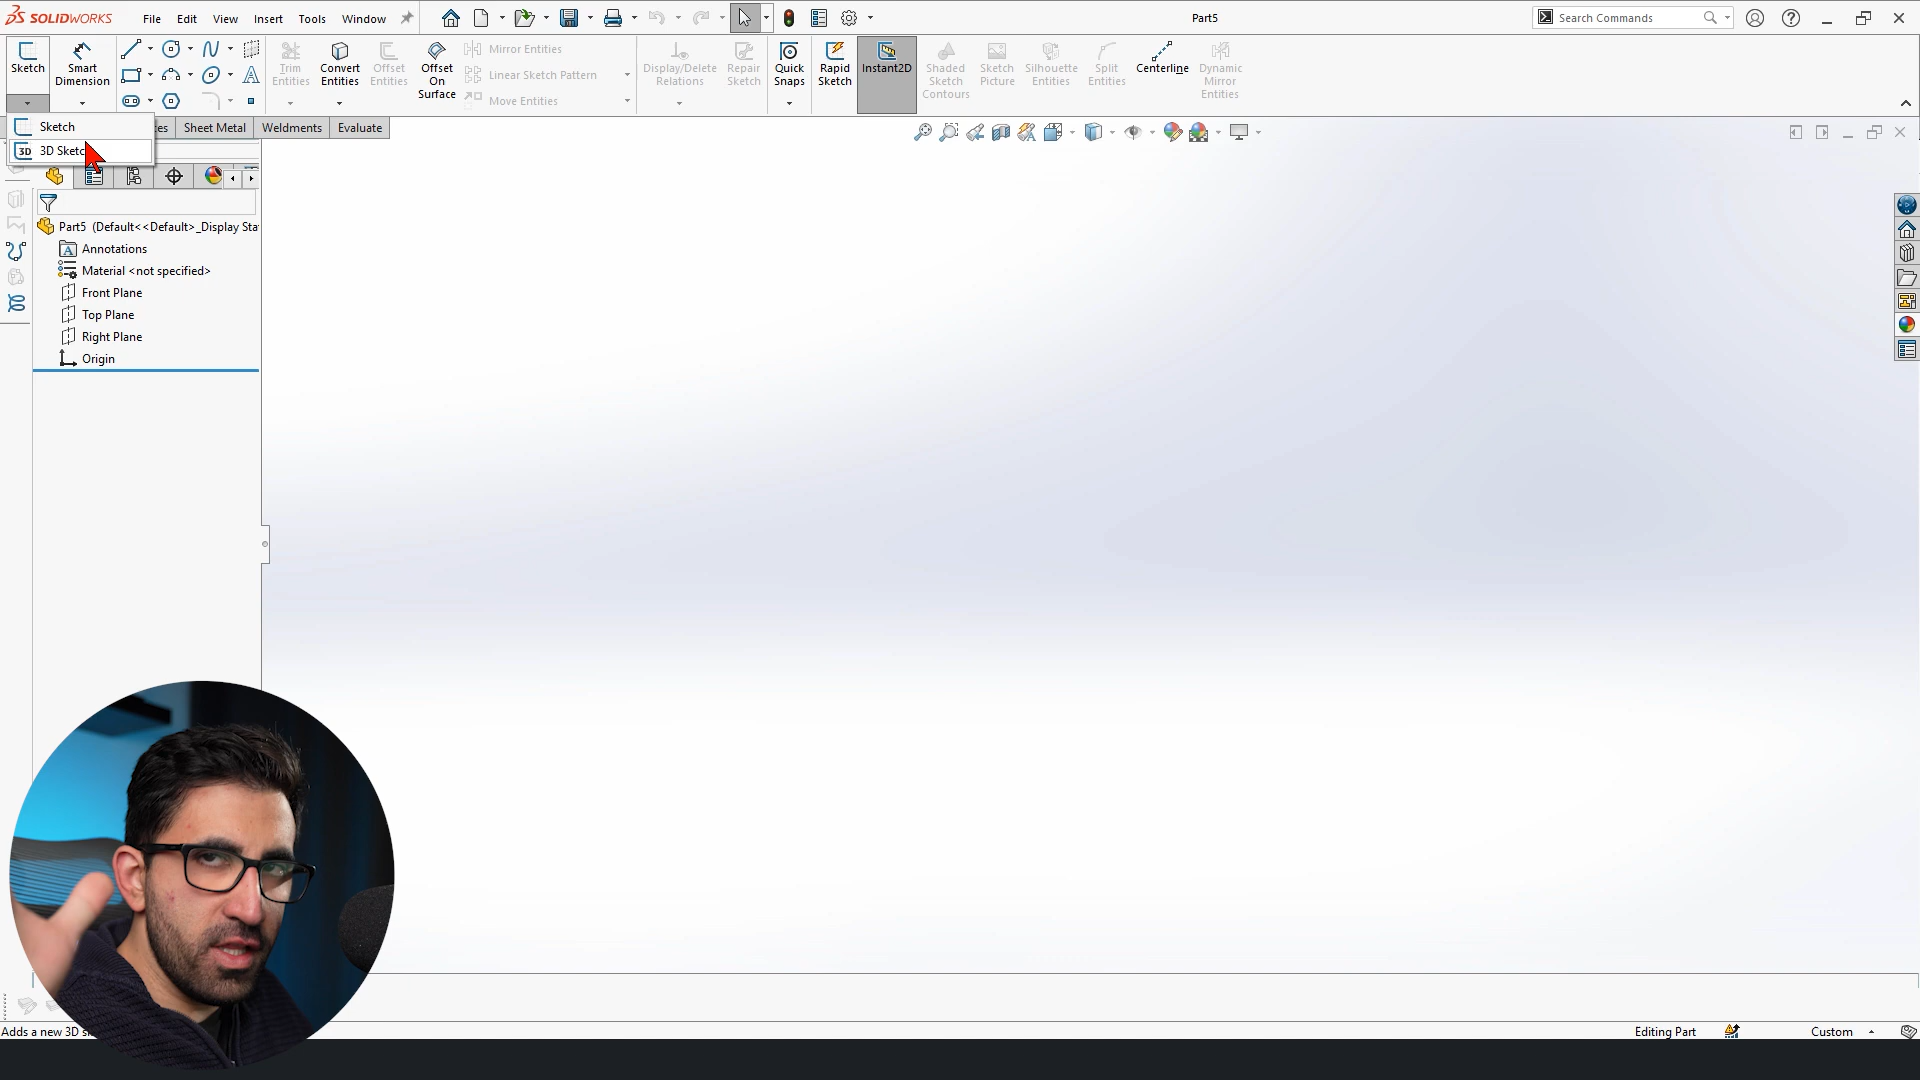 SOLIDWORKS
File Edit View Insert Tools Window
Part5
Search Commands
Sketch
Smart Dimension
Trim Entities
Convert Entities
Offset Entities
Offset On Surface
Mirror Entities
Linear Sketch Pattern
Move Entities
Display/Delete Relations
Repair Sketch
Quick Snaps
Rapid Sketch
Instant2D
Shaded Sketch Contours
Sketch Picture
Silhouette Entities
Split Entities
Centerline
Dynamic Mirror Entities
Sketch
3D Sketc
Sheet Metal
Weldments
Evaluate
Part5 (Default<<Default>_Display Sta
Annotations
Material <not specified>
Front Plane
Top Plane
Right Plane
Origin
Adds a new 3D
Editing Part
Custom